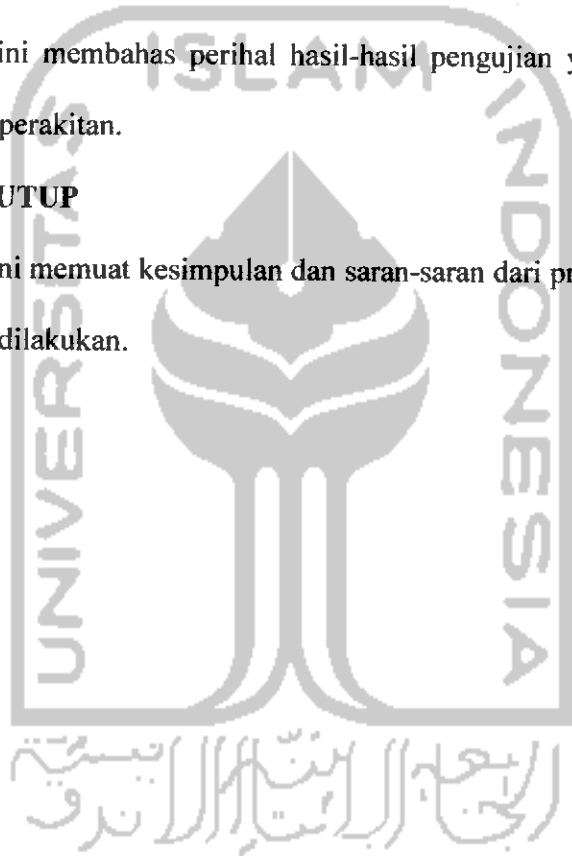 ini membahas perihal hasil-hasil pengujian
perakitan.
UTUP
ni memuat kesimpulan dan saran-saran dari
dilakukan.
UNIVERSITAS
ISLAM
INDONESIA